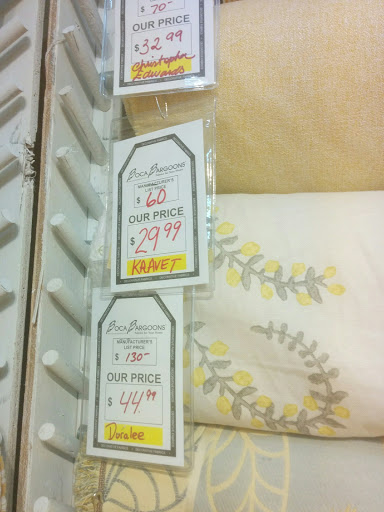 $ 70-
OUR PRICE
$32.99
Christopher
Edwards
BOCA BARGOONS
MANUFACTURER'S
LIST PRICE
$ 60
OUR PRICE
$ 29.99
KAAVET
BOCA BARGOONS
MANUFACTURER'S
LIST PRICE
$ 130-
OUR PRICE
$ 44.99
Duralee